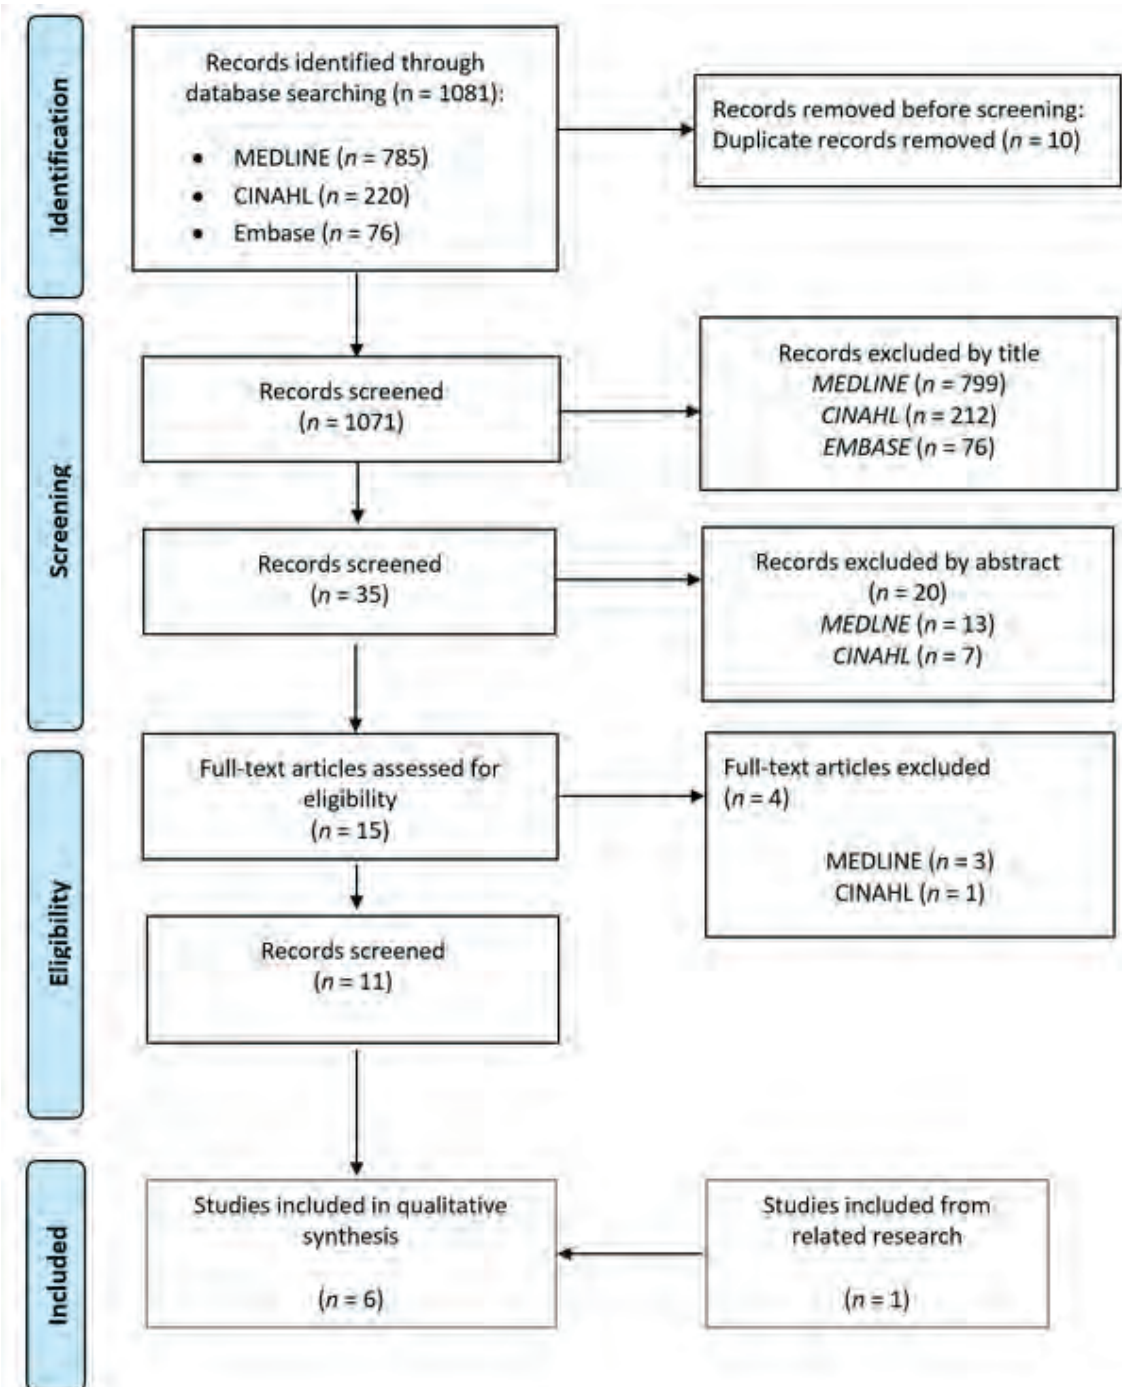 Identification
Records identified through
database searching (n = 1081):
• MEDLINE (n = 785)
• CINAHL (n = 220)
• Embase (n = 76)
Records removed before screening:
Duplicate records removed (n = 10)
Screening
Records screened
(n = 1071)
Records excluded by title
MEDLINE (n = 799)
CINAHL (n = 212)
EMBASE (n = 76)
Records screened
(n = 35)
Records excluded by abstract
(n = 20)
MEDLNE (n = 13)
CINAHL (n = 7)
Eligibility
Full-text articles assessed for
eligibility
(n = 15)
Full-text articles excluded
(n = 4)
MEDLINE (n = 3)
CINAHL (n = 1)
Records screened
(n = 11)
Included
Studies included in qualitative
synthesis
(n = 6)
Studies included from
related research
(n = 1)